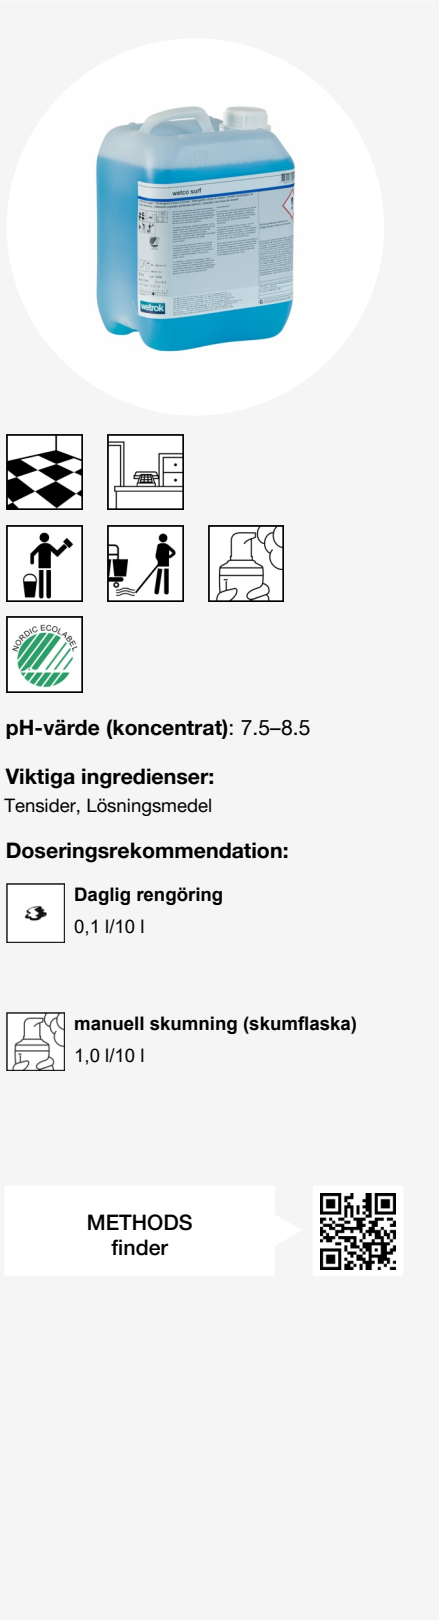 wetco surf
wetrok
NORDIC ECOLABEL
pH-värde (koncentrat): 7.5–8.5
Viktiga ingredienser:
Tensider, Lösningsmedel
Doseringsrekommendation:
Daglig rengöring
0,1 l/10 l
manuell skumning (skumflaska)
1,0 l/10 l
METHODS
finder